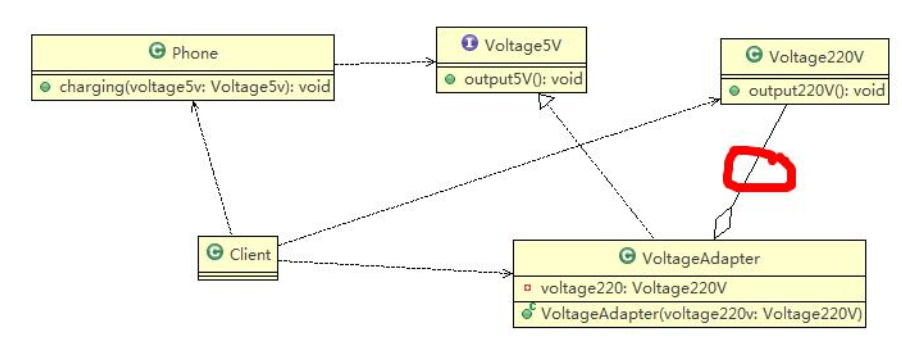 Phone
charging(voltage5v: Voltage5v): void
Voltage5V
output5V(): void
Voltage220V
output220V(): void
Client
VoltageAdapter
voltage220: Voltage220V
VoltageAdapter(voltage220v: Voltage220V)